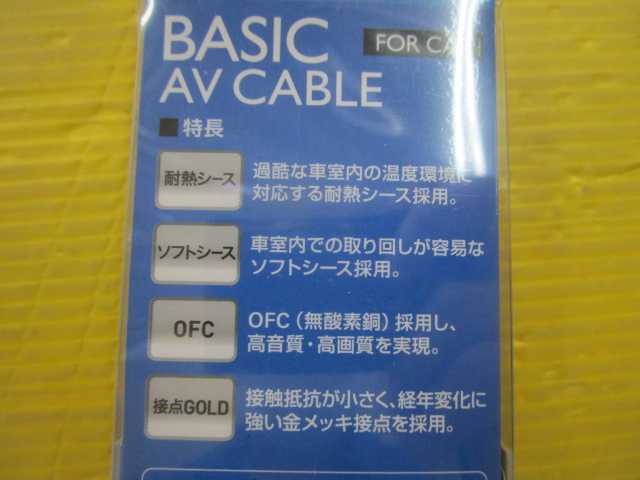 BASIC
FOR CAR
AV CABLE
■特長
耐熱シース
過酷な車室内の温度環境に
対応する耐熱シース採用。
ソフトシース
車室内での取り回しが容易な
ソフトシース採用。
OFC
OFC（無酸素銅）採用し、
高音質・高画質を実現。
接点GOLD
接触抵抗が小さく、経年変化に
強い金メッキ接点を採用。